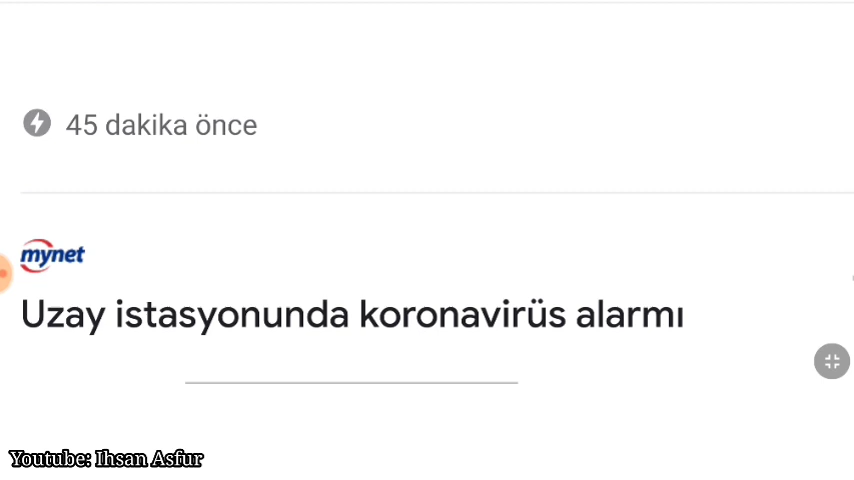 45 dakika önce
mynet
Uzay istasyonunda koronavirüs alarmı
Youtube: Ihsan Asfur